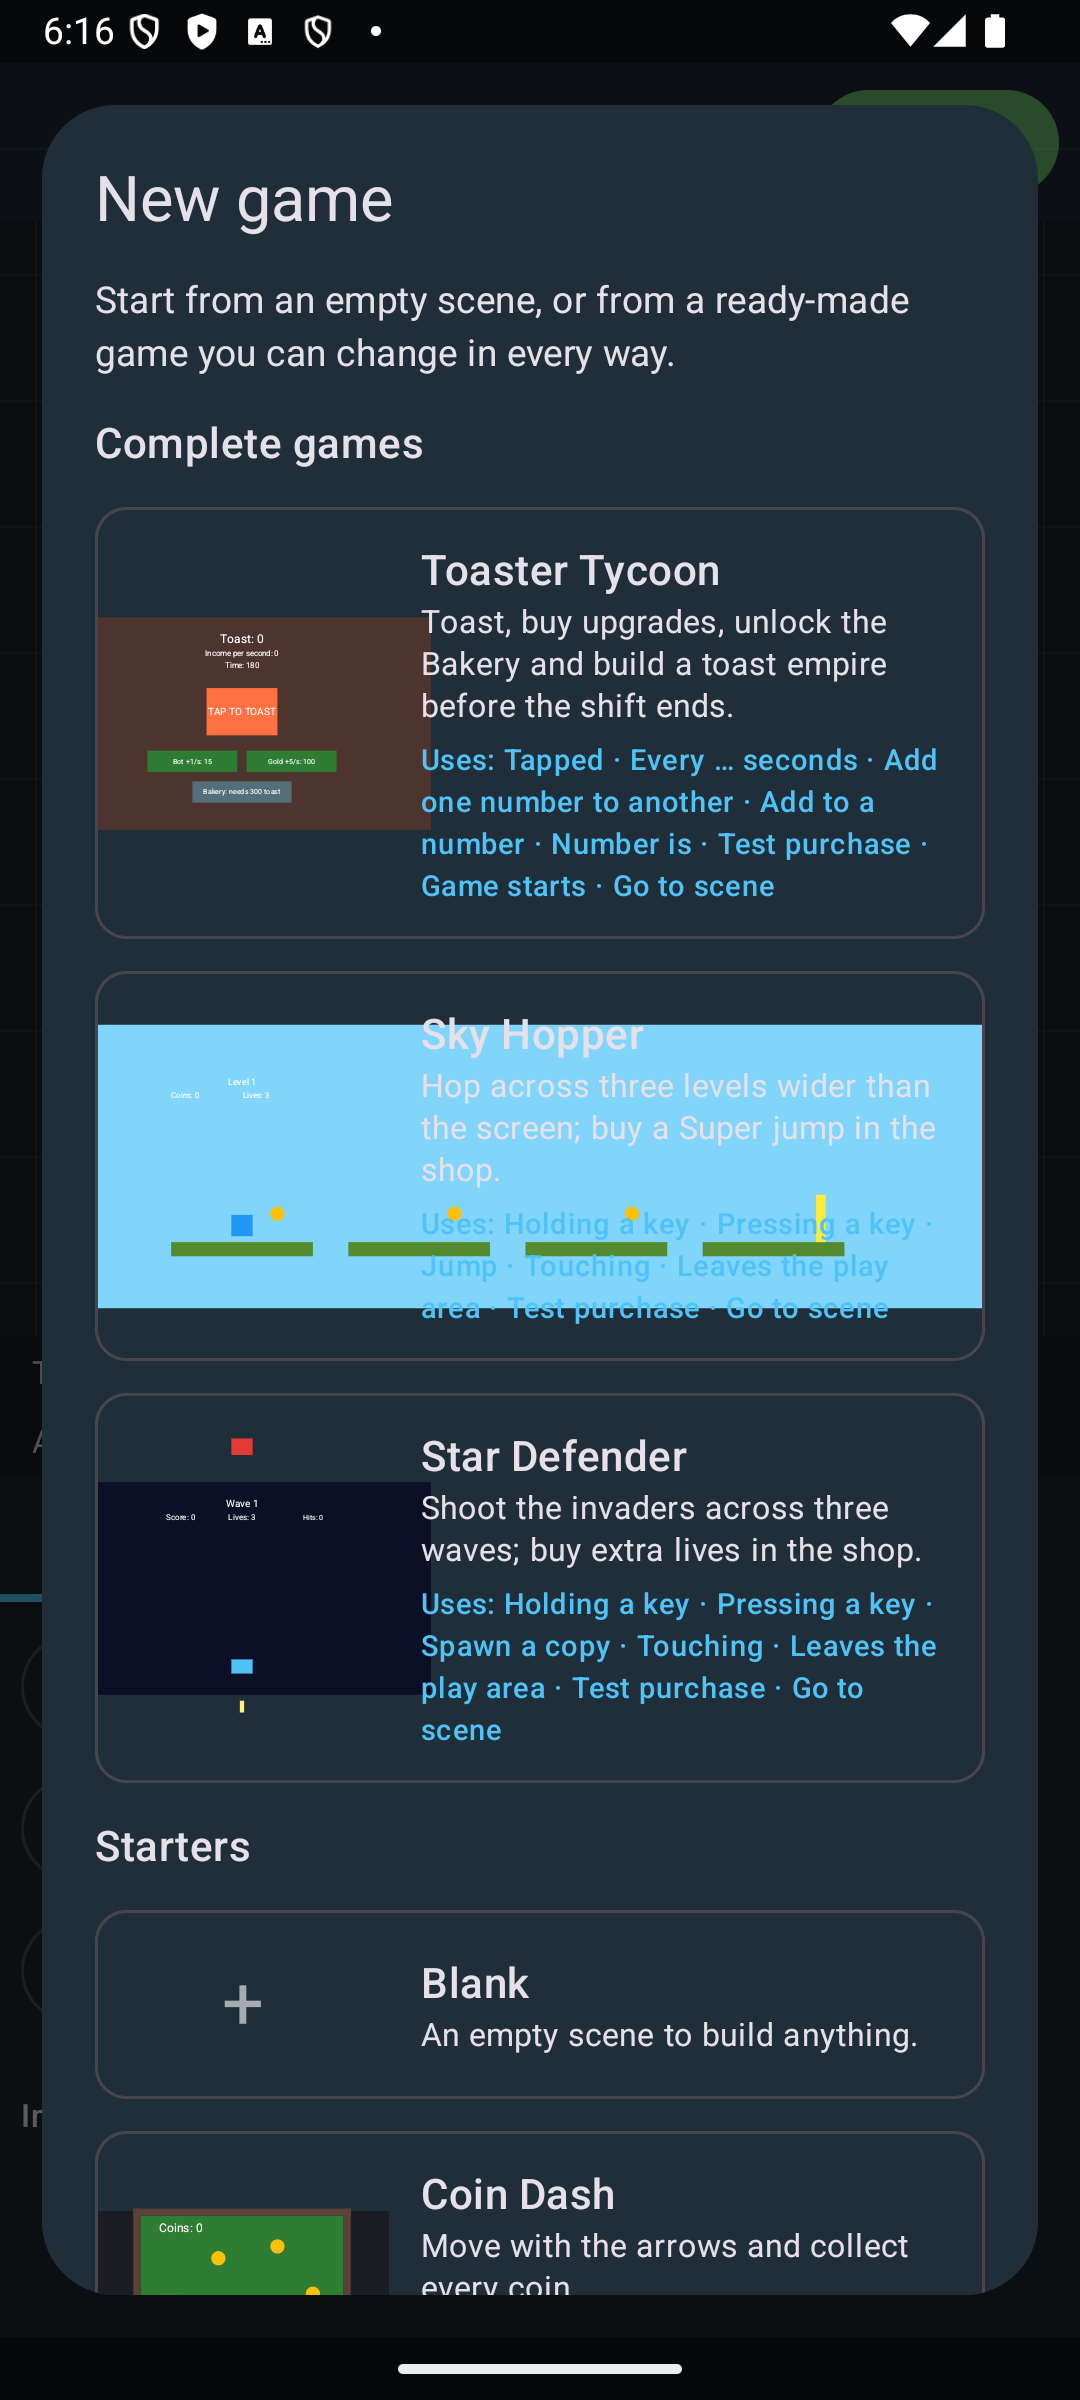 6:16
New game
Start from an empty scene, or from a ready-made
game you can change in every way.
Complete games
Toast: 0
Income per second: 0
Time: 180
TAP TO TOAST
Bot +1/s: 15
Gold +5/s: 100
Bakery: needs 300 toast
Toaster Tycoon
Toast, buy upgrades, unlock the
Bakery and build a toast empire
before the shift ends.
Uses: Tapped · Every … seconds · Add
one number to another · Add to a
number · Number is · Test purchase ·
Game starts · Go to scene
Level 1
Coins: 0
Lives: 3
Sky Hopper
Hop across three levels wider than
the screen; buy a Super jump in the
shop.
Uses: Holding a key · Pressing a key ·
Jump · Touching · Leaves the play
area · Test purchase · Go to scene
Wave 1
Score: 0
Lives: 3
Hits: 0
Star Defender
Shoot the invaders across three
waves; buy extra lives in the shop.
Uses: Holding a key · Pressing a key ·
Spawn a copy · Touching · Leaves the
play area · Test purchase · Go to
scene
Starters
Blank
An empty scene to build anything.
Coins: 0
Coin Dash
Move with the arrows and collect
every coin